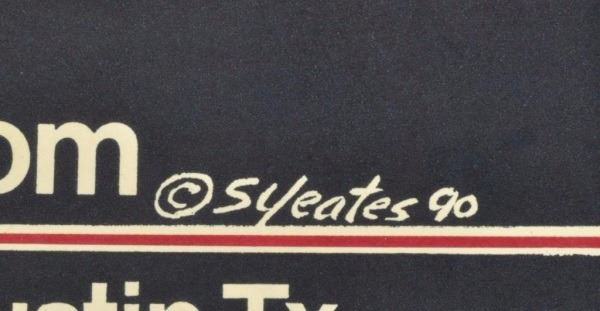 om © Syeates 90
ustin Tx